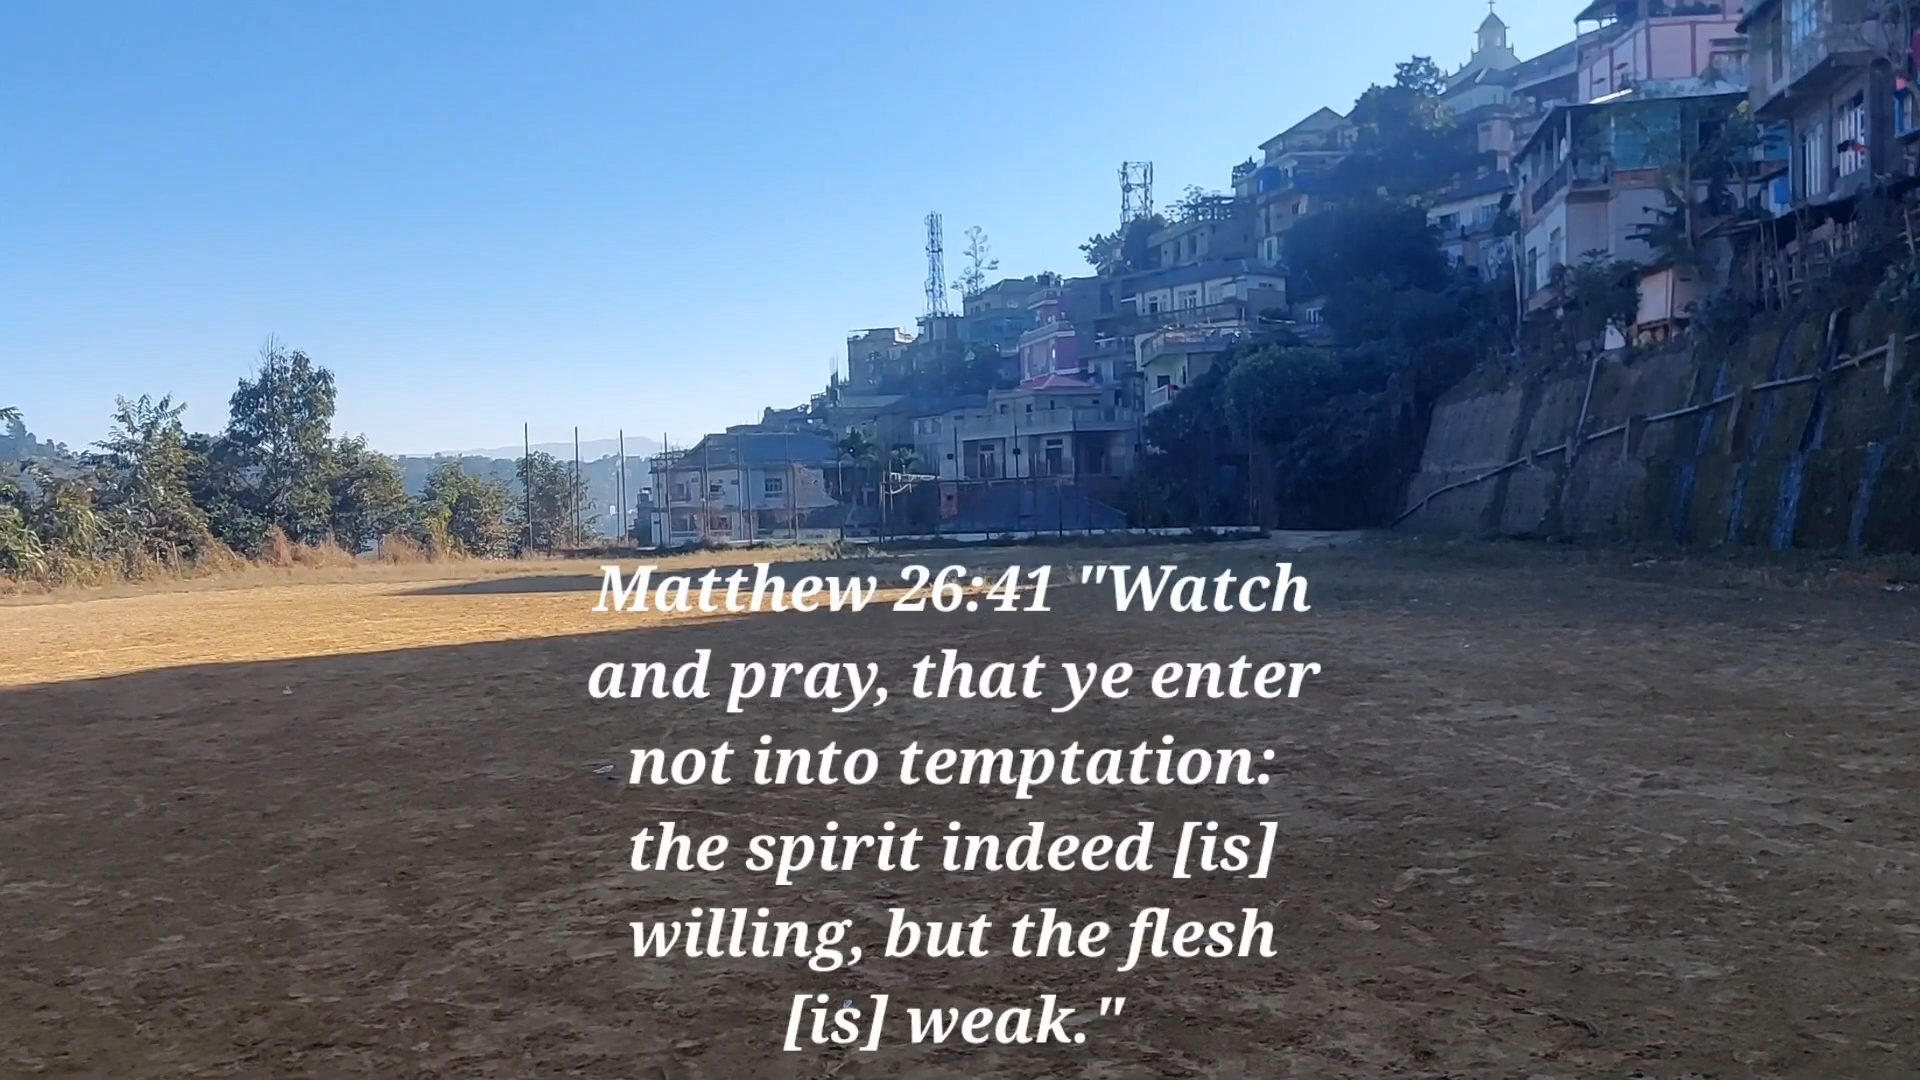 Matthew 26:41 "Watch
and pray, that ye enter
not into temptation:
the spirit indeed [is]
willing, but the flesh
[is] weak."